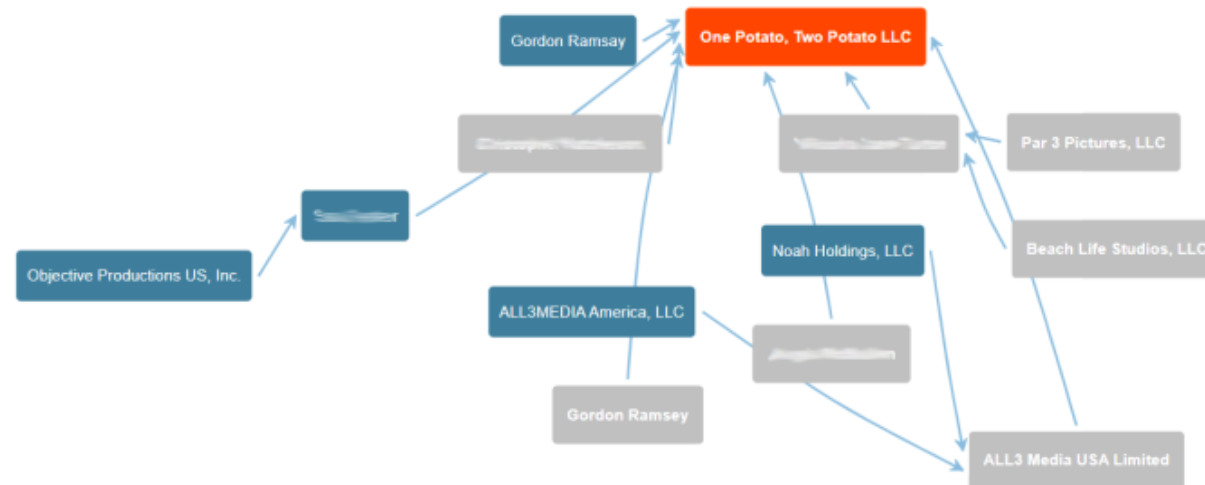 Gordon Ramsay
One Potato, Two Potato LLC
Par 3 Pictures, LLC
Objective Productions US, Inc.
Noah Holdings, LLC
Beach Life Studios, LLC
ALL3MEDIA America, LLC
Gordon Ramsey
ALL3 Media USA Limited